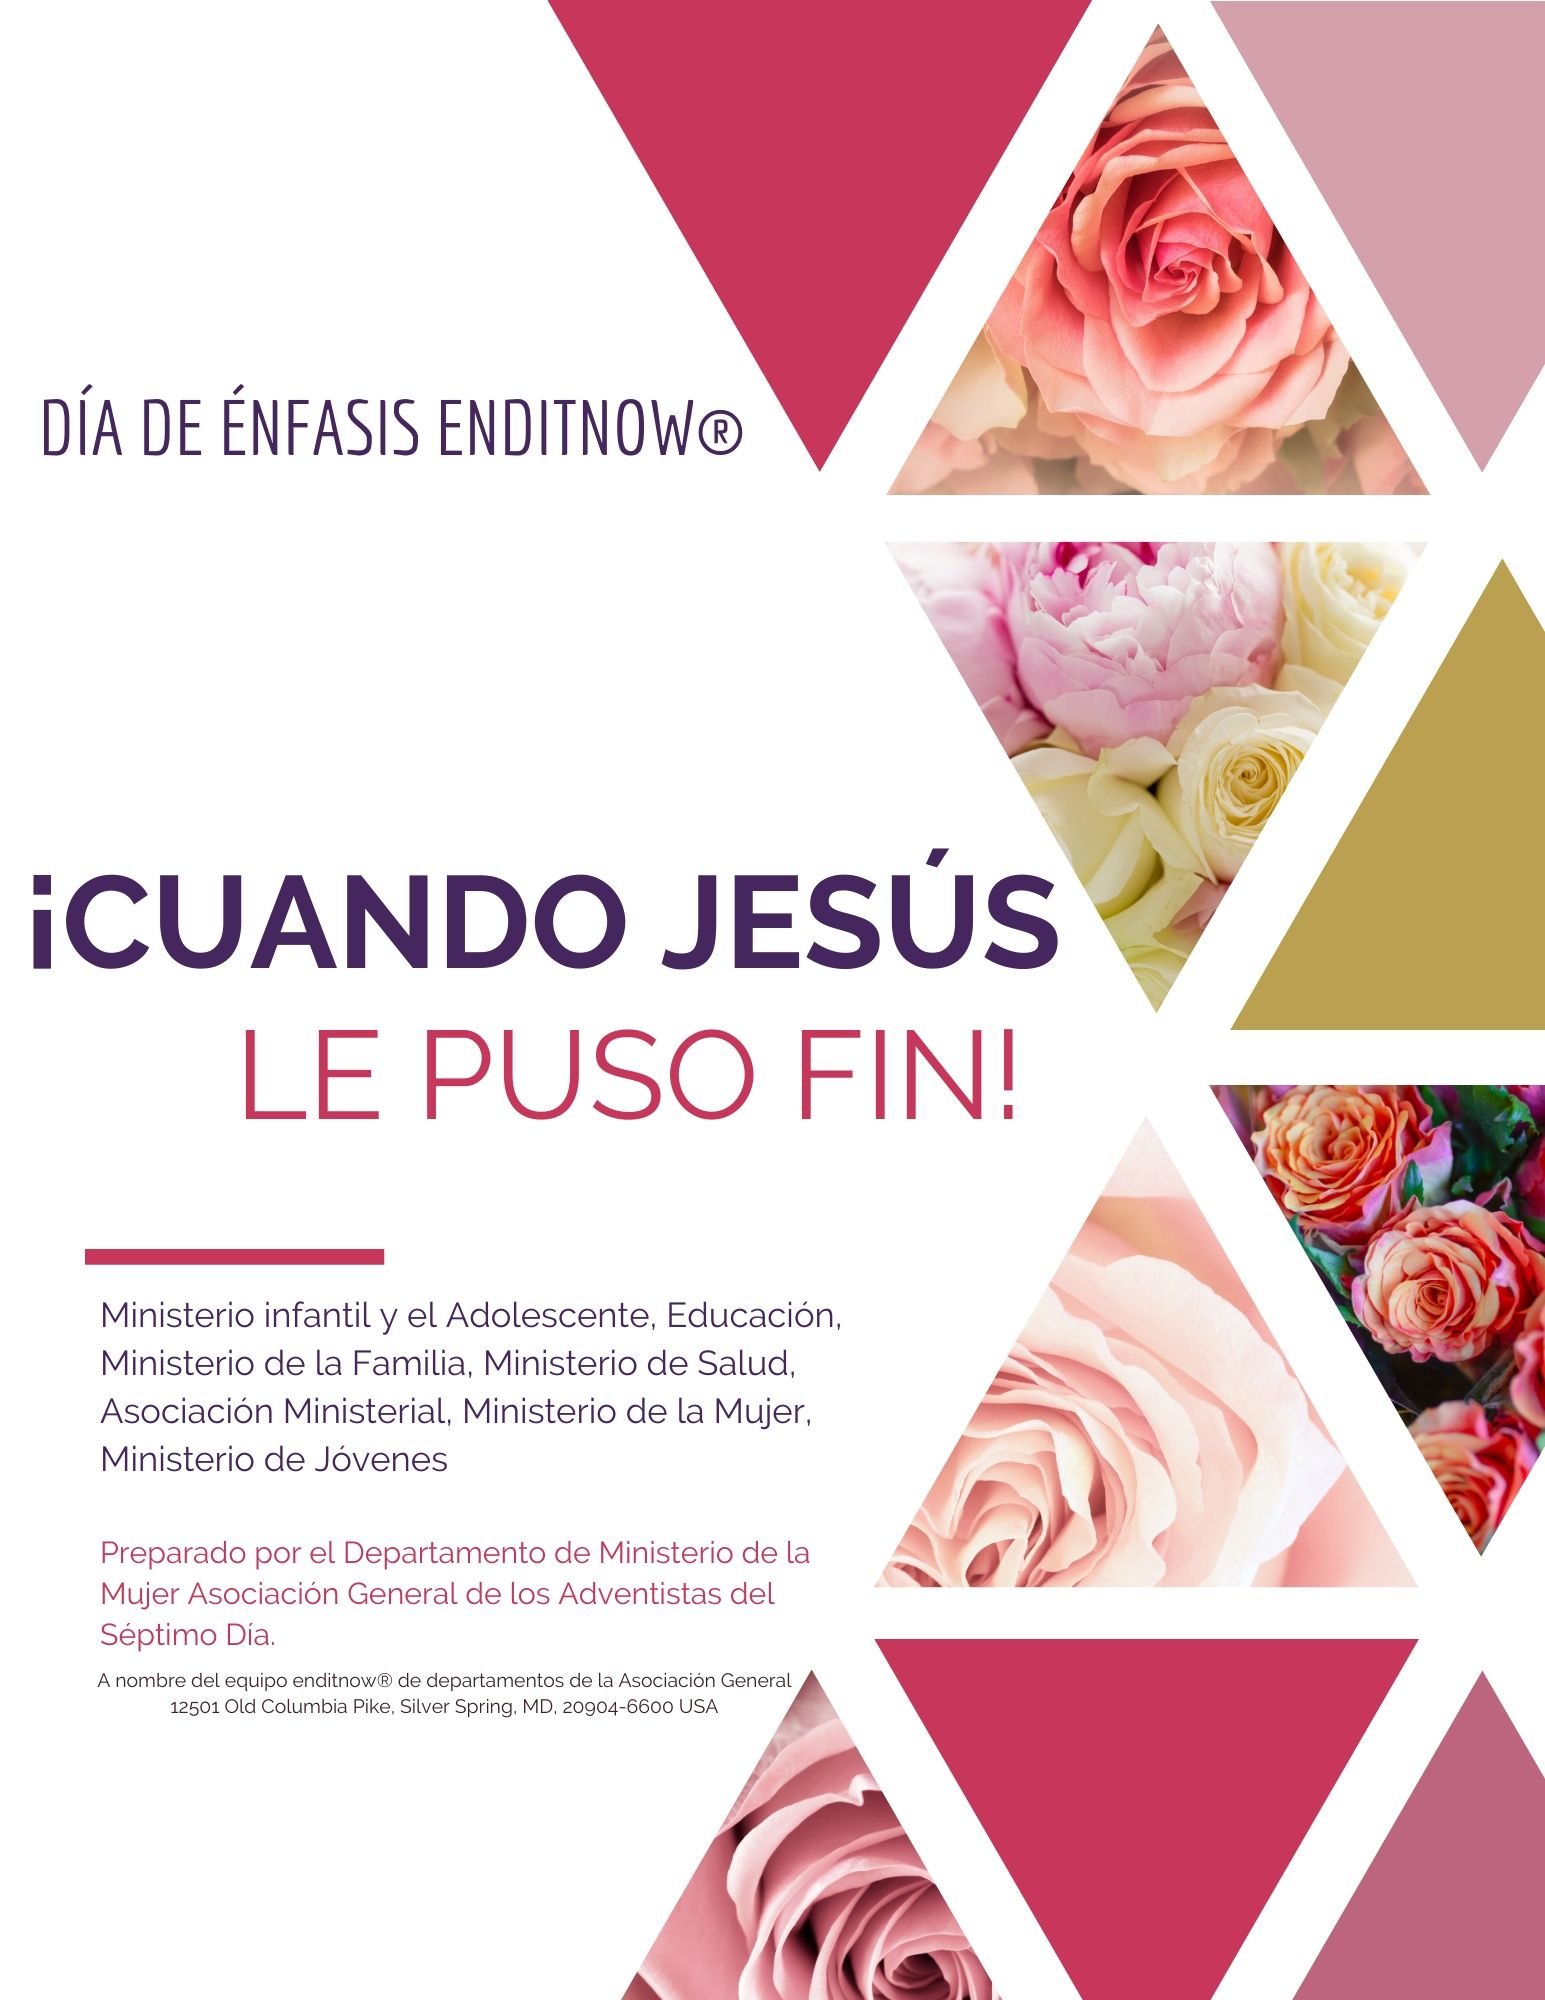 DÍA DE ÉNFASIS ENDITNOW®
¡CUANDO JESÚS
LE PUSO FIN!
Ministerio infantil y el Adolescente, Educación,
Ministerio de la Familia, Ministerio de Salud,
Asociación Ministerial, Ministerio de la Mujer,
Ministerio de Jóvenes
Preparado por el Departamento de Ministerio de la
Mujer Asociación General de los Adventistas del
Séptimo Día.
A nombre del equipo enditnow® de departamentos de la Asociación General
12501 Old Columbia Pike, Silver Spring, MD, 20904-6600 USA